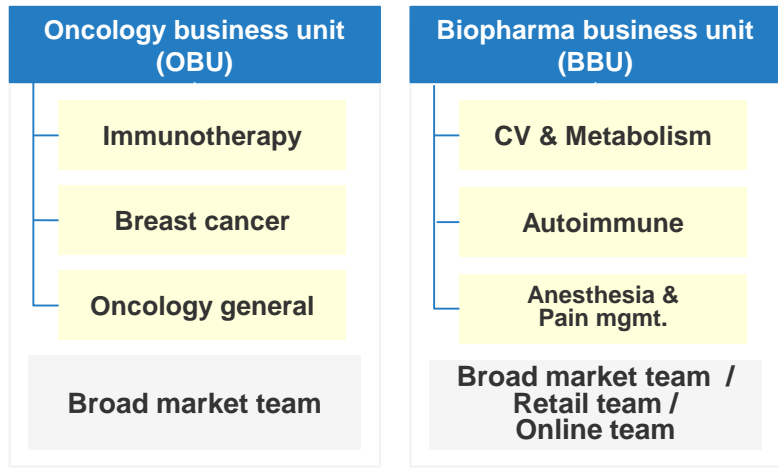 Oncology business unit
(OBU)
Immunotherapy
Breast cancer
Oncology general
Broad market team
Biopharma business unit
(BBU)
CV & Metabolism
Autoimmune
Anesthesia &
Pain mgmt.
Broad market team /
Retail team /
Online team